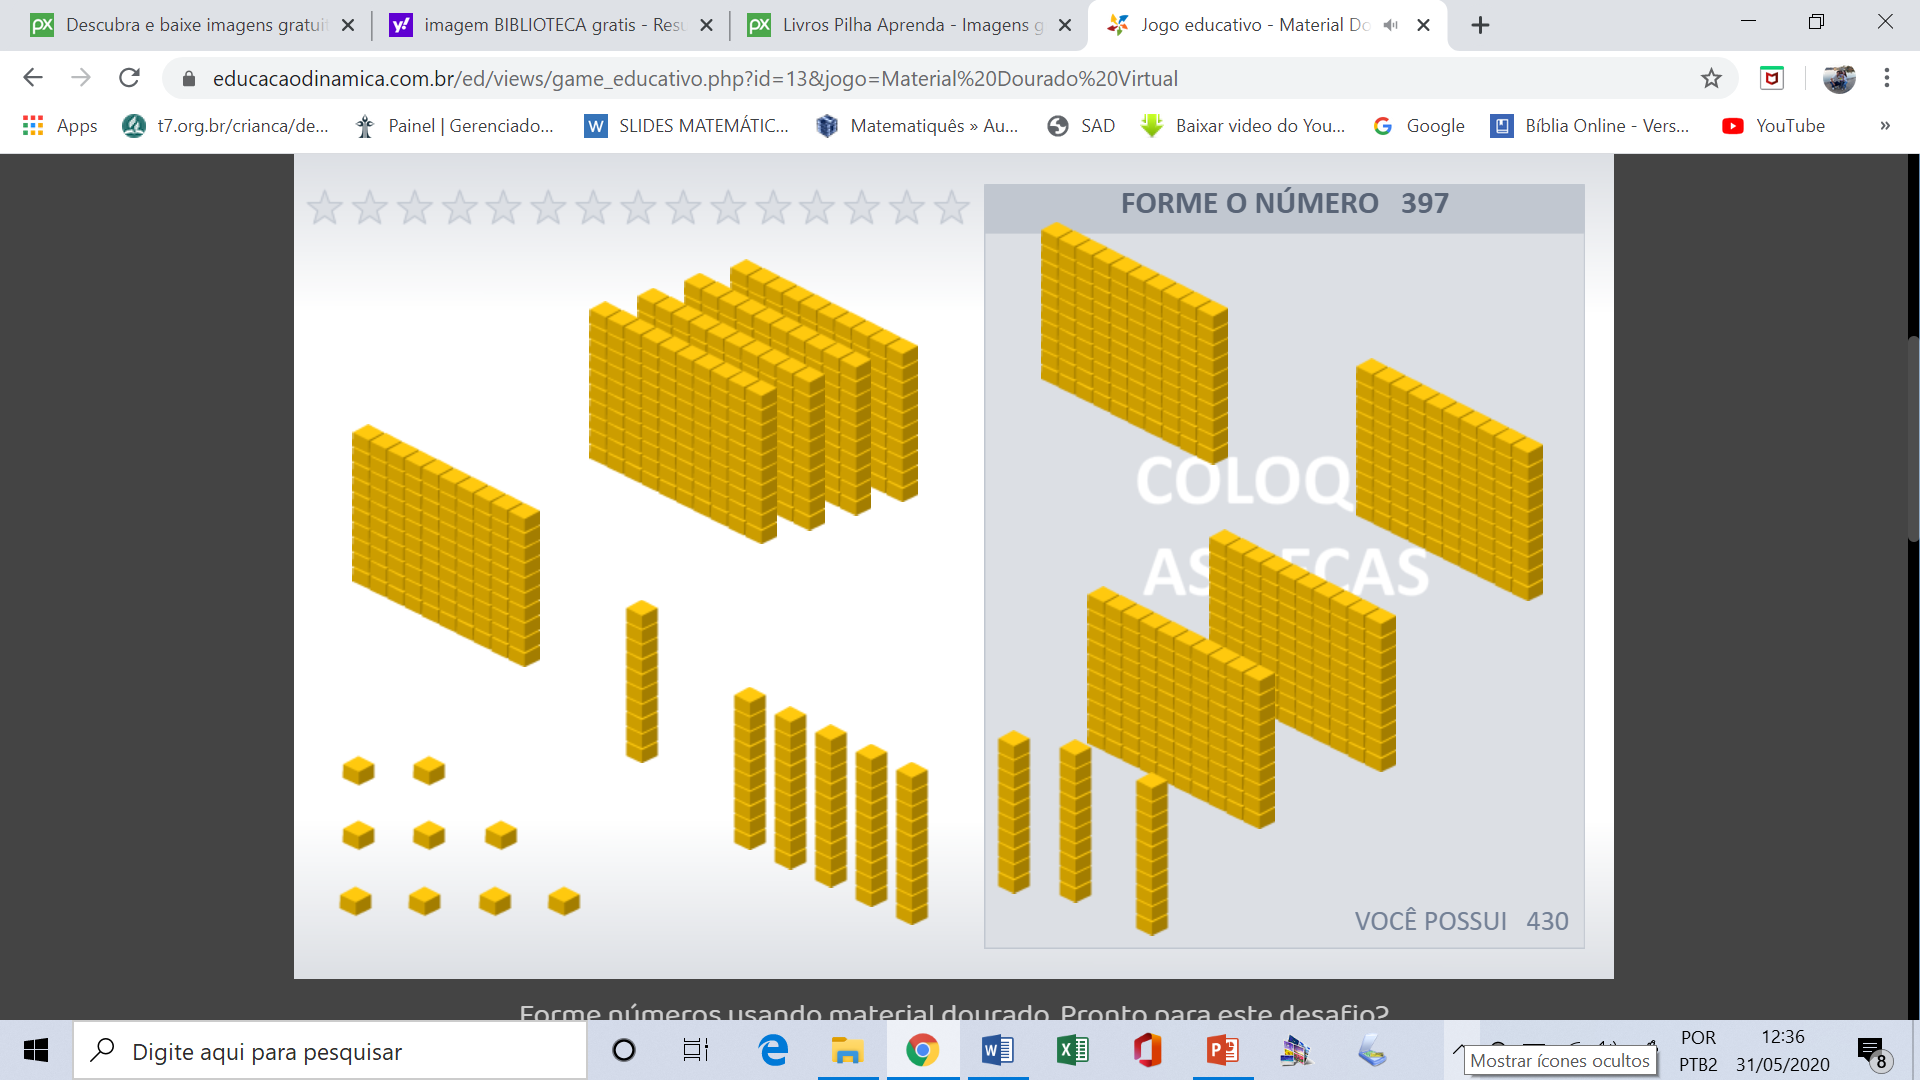 Descubra e baixe imagens gratuit
imagem BIBLIOTECA gratis - Resu
Livros Pilha Aprenda - Imagens g
Jogo educativo - Material Do
educacaodinamica.com.br/ed/views/game_educativo.php?id=13&jogo=Material%20Dourado%20Virtual
Apps
t7.org.br/crianca/de...
Painel | Gerenciado...
SLIDES MATEMÁTIC...
Matematiquês » Au...
SAD
Baixar video do You...
Google
Bíblia Online - Vers...
YouTube
»
FORME O NÚMERO 397
COLOQ
AS ECAS
VOCÊ POSSUI 430
Forme números usando material dourado. Pronto para este desafio?
Digite aqui para pesquisar
Mostrar ícones ocultos
POR
PTB2
12:36
31/05/2020
8